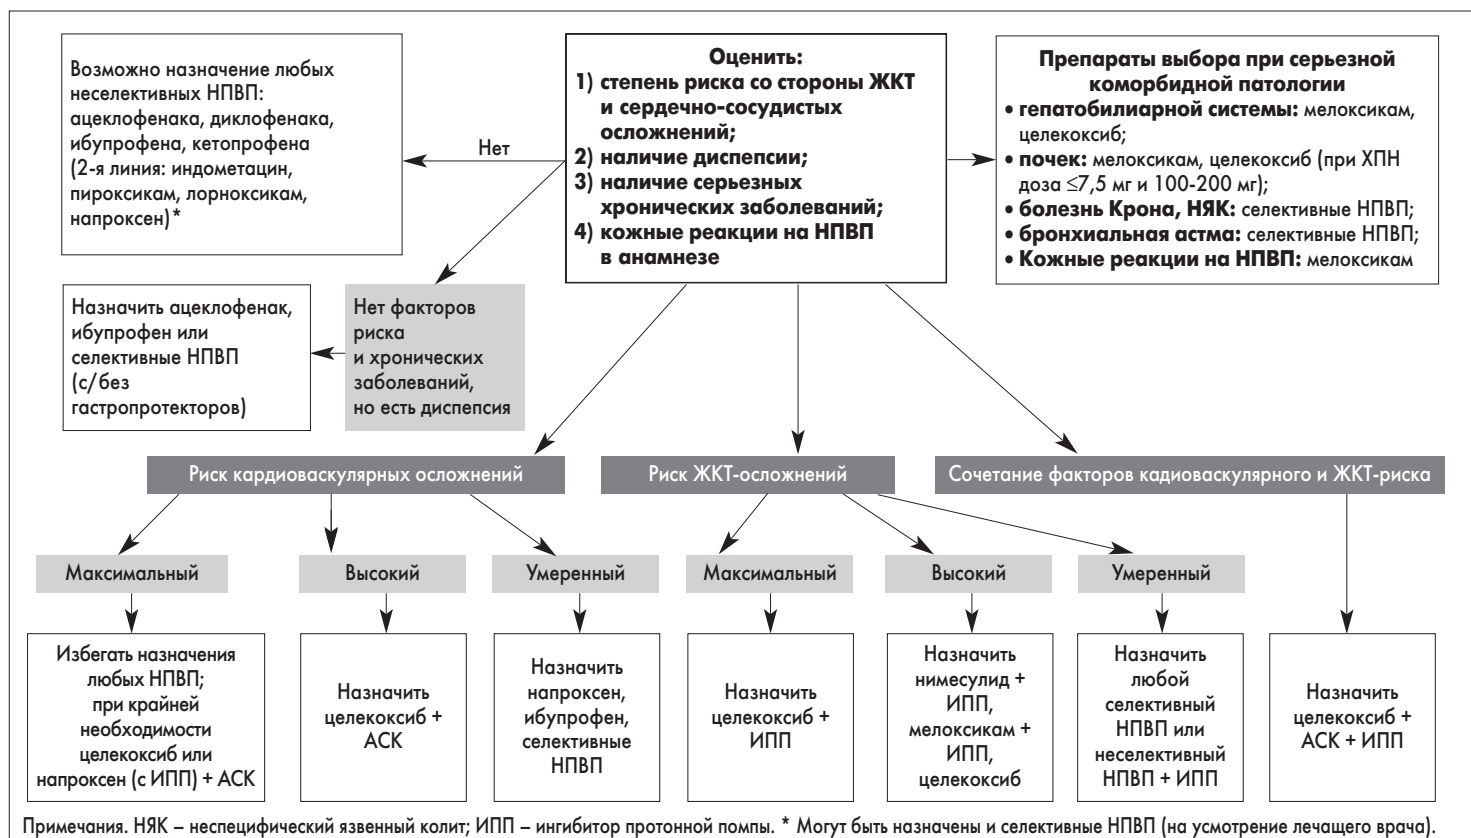 Возможно назначение любых
неселективных НПВП:
ацеклофенака, диклофенака,
ибупрофена, кетопрофена
(2-я линия: индометацин,
пироксикам, лорноксикам,
напроксен)*
Нет
Оценить:
1) степень риска со стороны ЖКТ
и сердечно-сосудистых
осложнений;
2) наличие диспепсии;
3) наличие серьезных
хронических заболеваний;
4) кожные реакции на НПВП
в анамнезе
Препараты выбора при серьезной
коморбидной патологии
• гепатобилиарной системы: мелоксикам,
целекоксиб;
• почек: мелоксикам, целекоксиб (при ХПН
доза ≤7,5 мг и 100-200 мг);
• болезнь Крона, НЯК: селективные НПВП;
• бронхиальная астма: селективные НПВП;
• Кожные реакции на НПВП: мелоксикам
Назначить ацеклофенак,
ибупрофен или
селективные НПВП
(с/без
гастропротекторов)
Нет факторов
риска
и хронических
заболеваний,
но есть диспепсия
Риск кардиоваскулярных осложнений
Риск ЖКТ-осложнений
Сочетание факторов кадиоваскулярного и ЖКТ-риска
Максимальный
Высокий
Умеренный
Максимальный
Высокий
Умеренный
Избегать назначения
любых НПВП;
при крайней
необходимости
целекоксиб или
напроксен (с ИПП) + АСК
Назначить
целекоксиб +
АСК
Назначить
напроксен,
ибупрофен,
селективные
НПВП
Назначить
целекоксиб +
ИПП
Назначить
нимесулид +
ИПП,
мелоксикам +
ИПП,
целекоксиб
Назначить
любой
селективный
НПВП или
неселективный
НПВП + ИПП
Назначить
целекоксиб +
АСК + ИПП
Примечания. НЯК – неспецифический язвенный колит; ИПП – ингибитор протонной помпы. * Могут быть назначены и селективные НПВП (на усмотрение лечащего врача).